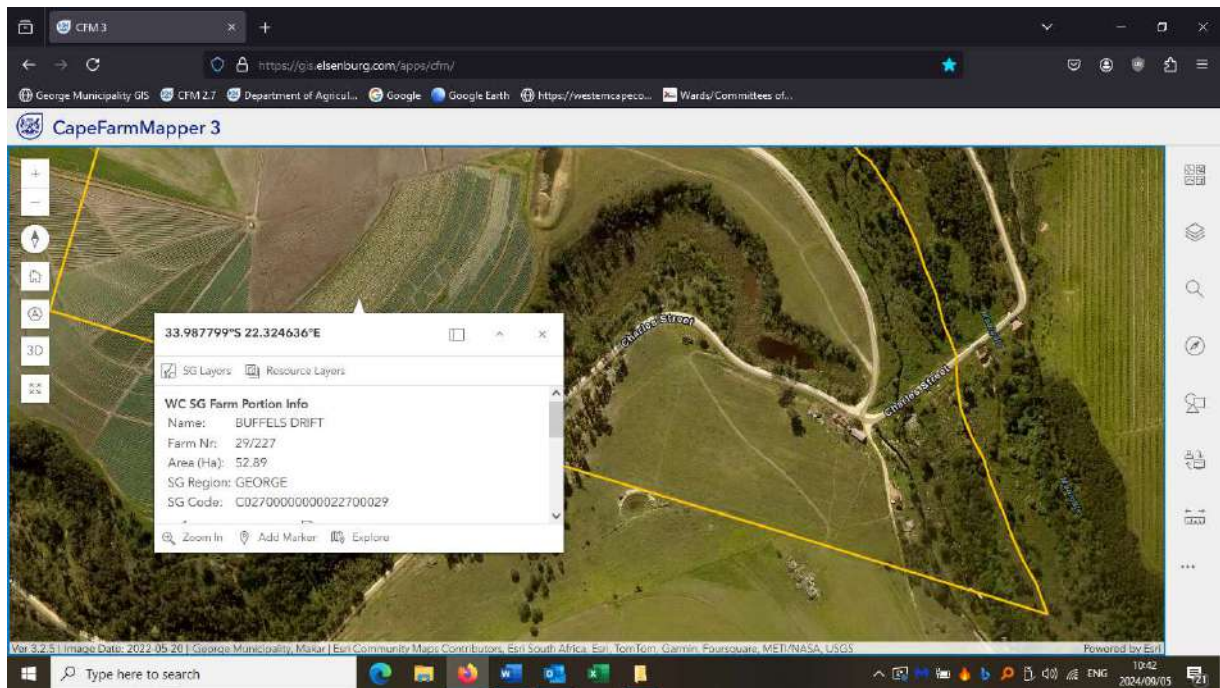 CFM 3
https://gis.elsenburg.com/apps/cfm/
George Municipality GIS CFM 2.7 Department of Agricul... Google Google Earth https://westerncapeco... Wards/Committees of...
CapeFarmMapper 3
3D
Charles Street
Charles Street
33.987799°S 22.324636°E
SG Layers Resource Layers
WC SG Farm Portion Info
Name: BUFFELS DRIFT
Farm Nr: 29/227
Area (Ha): 52.89
SG Region: GEORGE
SG Code: C02700000000022700029
Zoom In Add Marker Explore
Ver 3.2.5 | Image Date: 2022-05-20 | George Municipality, Maxar | Esri Community Maps Contributors, Esri South Africa, Esri, TomTom, Garmin, Foursquare, METI/NASA, USGS
Powered by Esri
Type here to search
ENG
10:42
2024/09/05
21